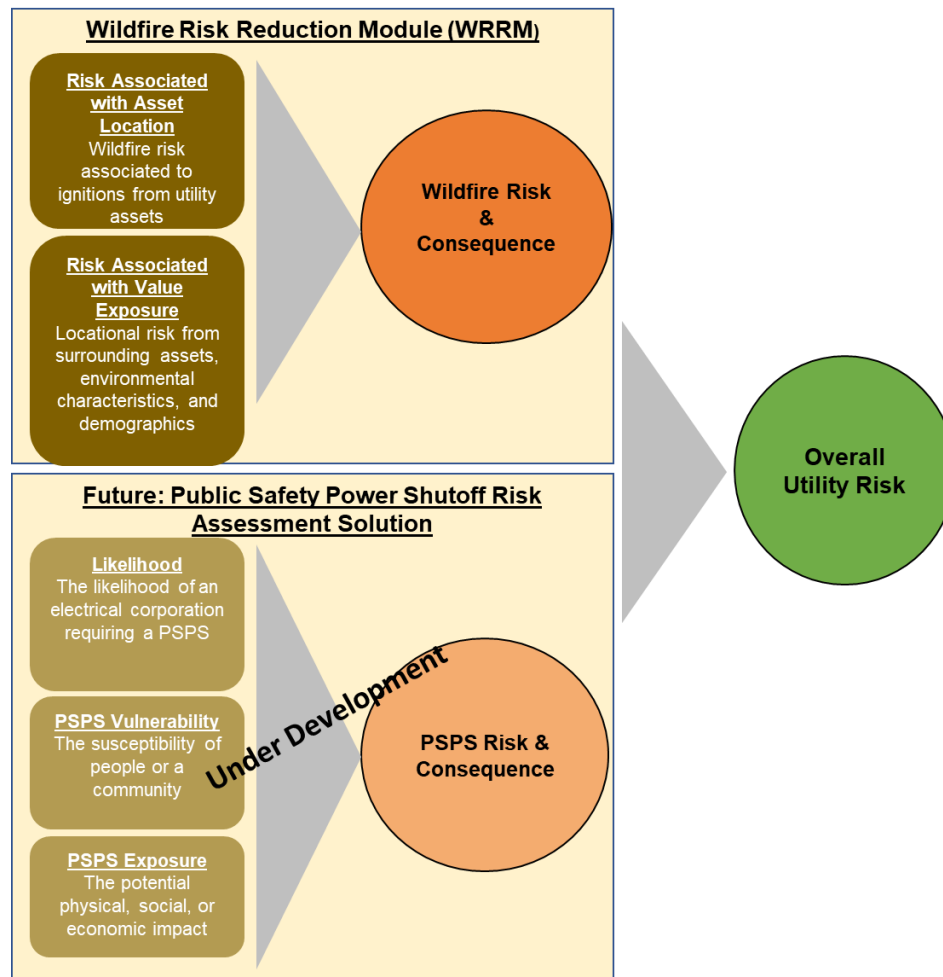 Wildfire Risk Reduction Module (WRRM)
Risk Associated
with Asset
Location
Wildfire risk
associated to
ignitions from utility
assets
Risk Associated
with Value
Exposure
Locational risk from
surrounding assets,
environmental
characteristics, and
demographics
Wildfire Risk
&
Consequence
Future: Public Safety Power Shutoff Risk
Assessment Solution
Likelihood
The likelihood of an
electrical corporation
requiring a PSPS
PSPS Vulnerability
The susceptibility of
people or a
community
PSPS Exposure
The potential
physical, social, or
economic impact
Under Development
PSPS Risk &
Consequence
Overall
Utility Risk